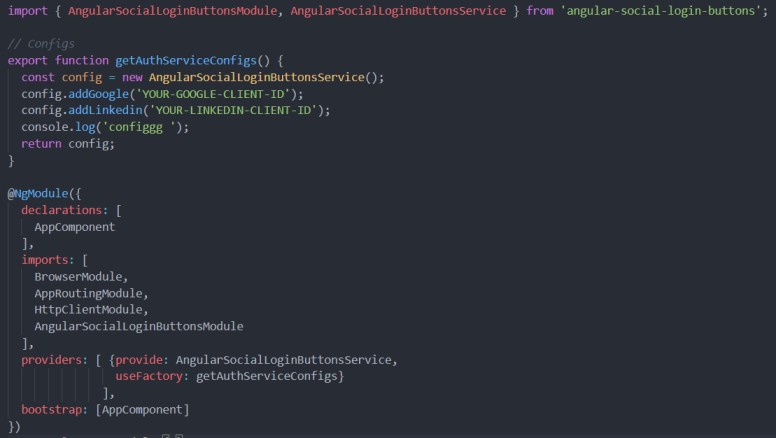 import { AngularSocialLoginButtonsModule, AngularSocialLoginButtonsService } from 'angular-social-login-buttons';
// Configs
export function getAuthServiceConfigs() {
const config = new AngularSocialLoginButtonsService();
config.addGoogle('YOUR-GOOGLE-CLIENT-ID');
config.addLinkedin('YOUR-LINKEDIN-CLIENT-ID');
console.log('configgg ');
return config;
}
@NgModule({
declarations: [
AppComponent
],
imports: [
BrowserModule,
AppRoutingModule,
HttpClientModule,
AngularSocialLoginButtonsModule
],
providers: [ {provide: AngularSocialLoginButtonsService,
useFactory: getAuthServiceConfigs}
],
bootstrap: [AppComponent]
})